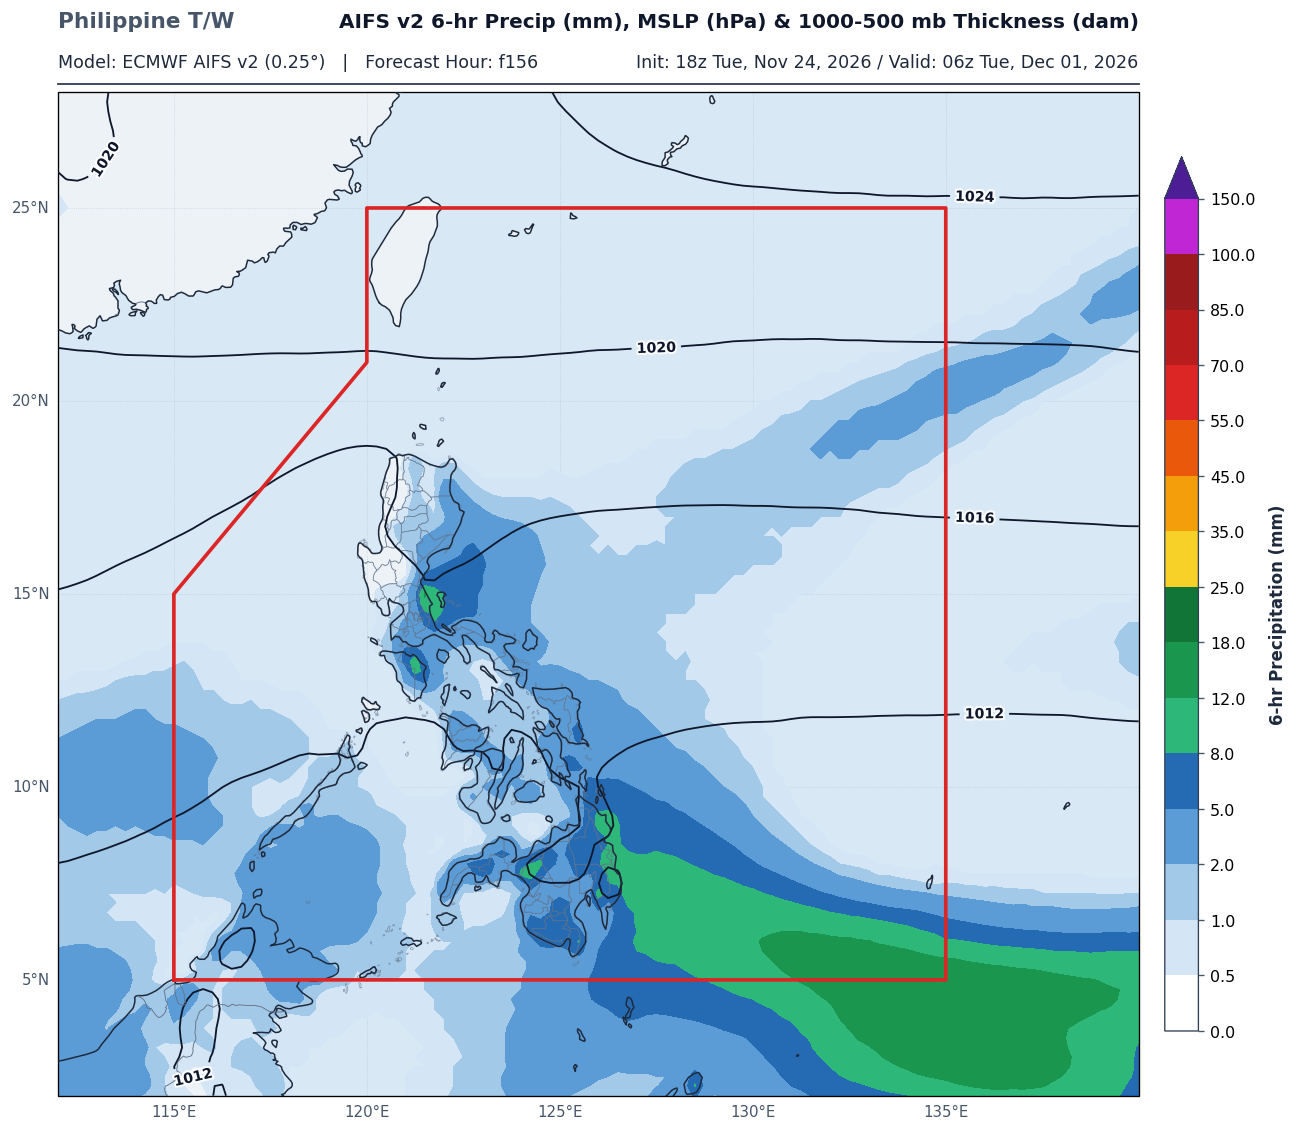 Philippine T/W
AIFS v2 6-hr Precip (mm), MSLP (hPa) & 1000-500 mb Thickness (dam)
Model: ECMWF AIFS v2 (0.25°) | Forecast Hour: f156
Init: 18z Tue, Nov 24, 2026 / Valid: 06z Tue, Dec 01, 2026
1020
1024
1020
1016
1012
1012
25°N
20°N
15°N
10°N
5°N
115°E
120°E
125°E
130°E
135°E
150.0
100.0
85.0
70.0
55.0
45.0
35.0
25.0
18.0
12.0
8.0
5.0
2.0
1.0
0.5
0.0
6-hr Precipitation (mm)